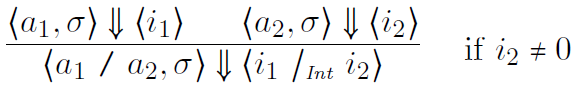 ⟨a₁, σ⟩ ⇓ ⟨i₁⟩ ⟨a₂, σ⟩ ⇓ ⟨i₂⟩
⟨a₁ / a₂, σ⟩ ⇓ ⟨i₁ /Int i₂⟩ if i₂ ≠ 0